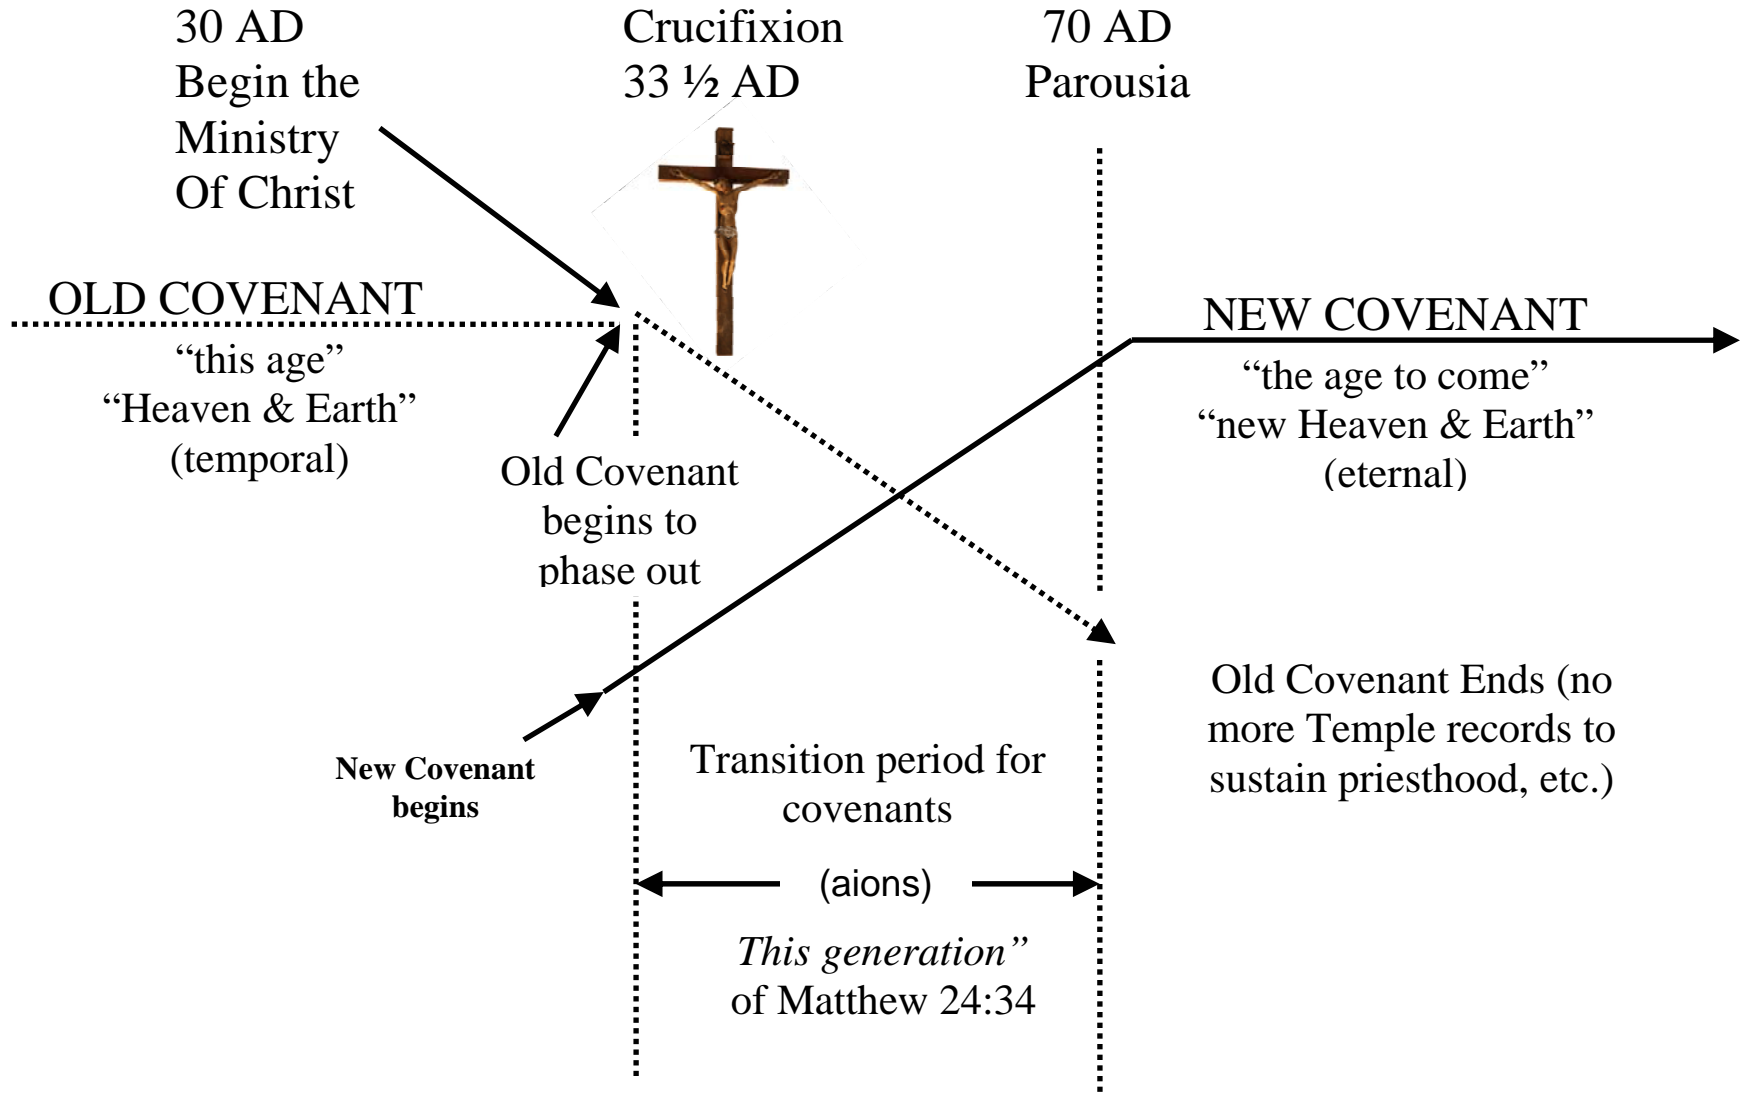 30 AD
Begin the
Ministry
Of Christ
Crucifixion
33 ½ AD
70 AD
Parousia
OLD COVENANT
“this age”
“Heaven & Earth”
(temporal)
NEW COVENANT
“the age to come”
“new Heaven & Earth”
(eternal)
Old Covenant
begins to
phase out
New Covenant
begins
Transition period for
covenants
(aions)
This generation”
of Matthew 24:34
Old Covenant Ends (no
more Temple records to
sustain priesthood, etc.)